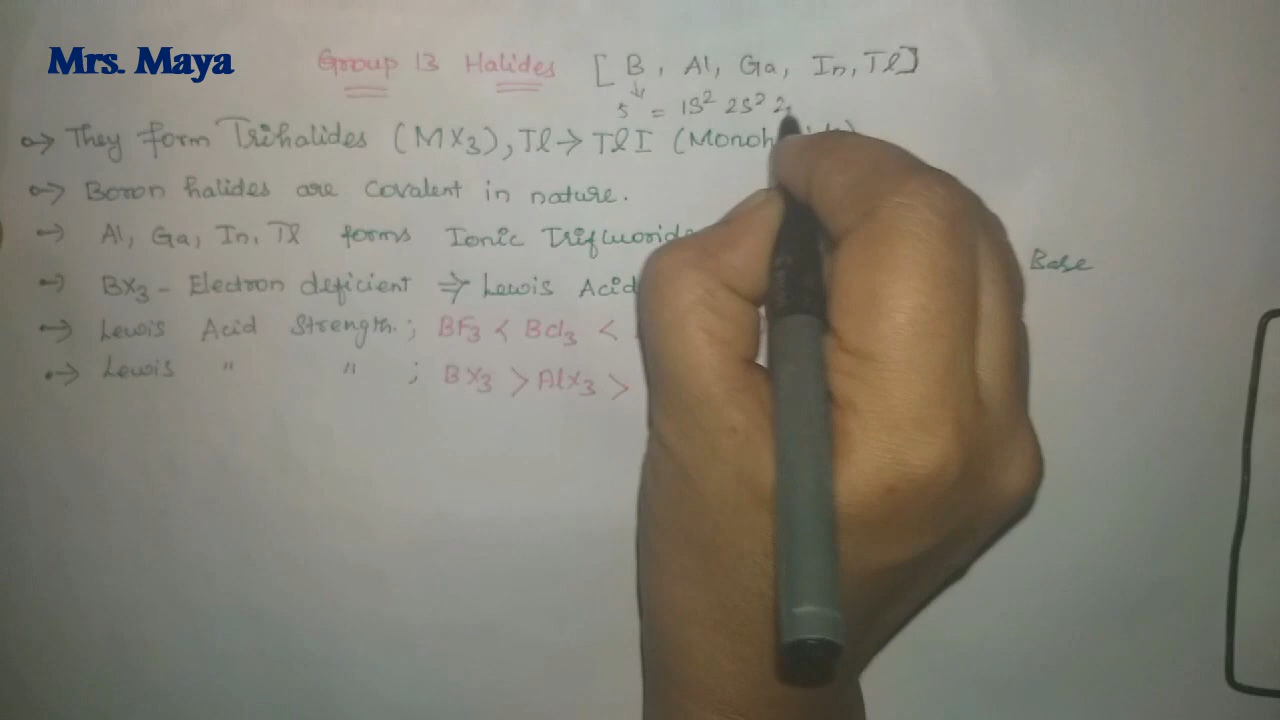 Mrs. Maya
Group 13 Halides [ B, Al, Ga, In, Tl]
5 = 1S² 2S² 2
⟶ They form Trihalides (MX₃), Tl → TlI
⟶ Boron halides are Covalent in nature.
⟶ Al, Ga, In, Tl forms Ionic
⟶ BX₃ - Electron deficient ⇒ Lewis Acid Base
⟶ Lewis Acid Strength ; BF₃ < BCl₃ <
⟶ Lewis " " ; BX₃ > AlX₃ >